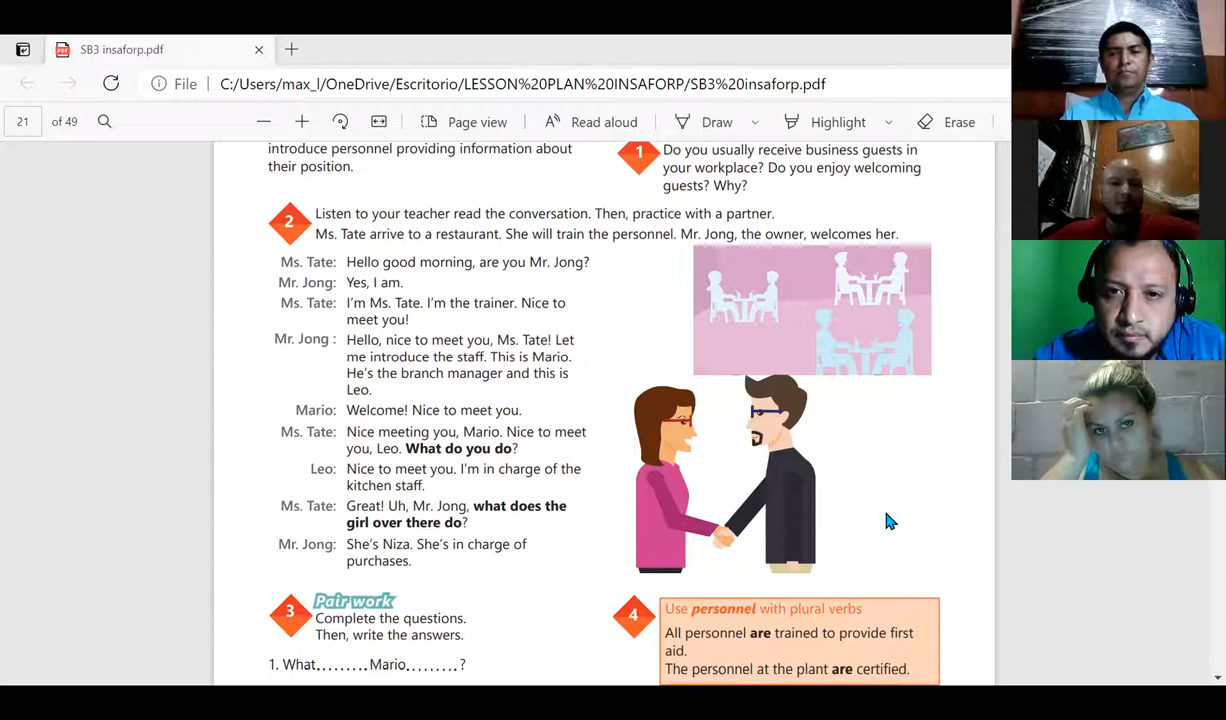 SB3 insaforp.pdf
File
C:/Users/max_l/OneDrive/Escritorio/LESSON%20PLAN%20INSAFORP/SB3%20insaforp.pdf
21 of 49
Page view
Read aloud
Draw
Highlight
Erase
introduce personnel providing information about
their position.
1
Do you usually receive business guests in
your workplace? Do you enjoy welcoming
guests? Why?
2
Listen to your teacher read the conversation. Then, practice with a partner.
Ms. Tate arrive to a restaurant. She will train the personnel. Mr. Jong, the owner, welcomes her.
Ms. Tate: Hello good morning, are you Mr. Jong?
Mr. Jong: Yes, I am.
Ms. Tate: I'm Ms. Tate. I'm the trainer. Nice to
meet you!
Mr. Jong : Hello, nice to meet you, Ms. Tate! Let
me introduce the staff. This is Mario.
He's the branch manager and this is
Leo.
Mario: Welcome! Nice to meet you.
Ms. Tate: Nice meeting you, Mario. Nice to meet
you, Leo. What do you do?
Leo: Nice to meet you. I'm in charge of the
kitchen staff.
Ms. Tate: Great! Uh, Mr. Jong, what does the
girl over there do?
Mr. Jong: She's Niza. She's in charge of
purchases.
3
Pair work
Complete the questions.
Then, write the answers.
1. What.........Mario.........?
4
Use personnel with plural verbs
All personnel are trained to provide first
aid.
The personnel at the plant are certified.